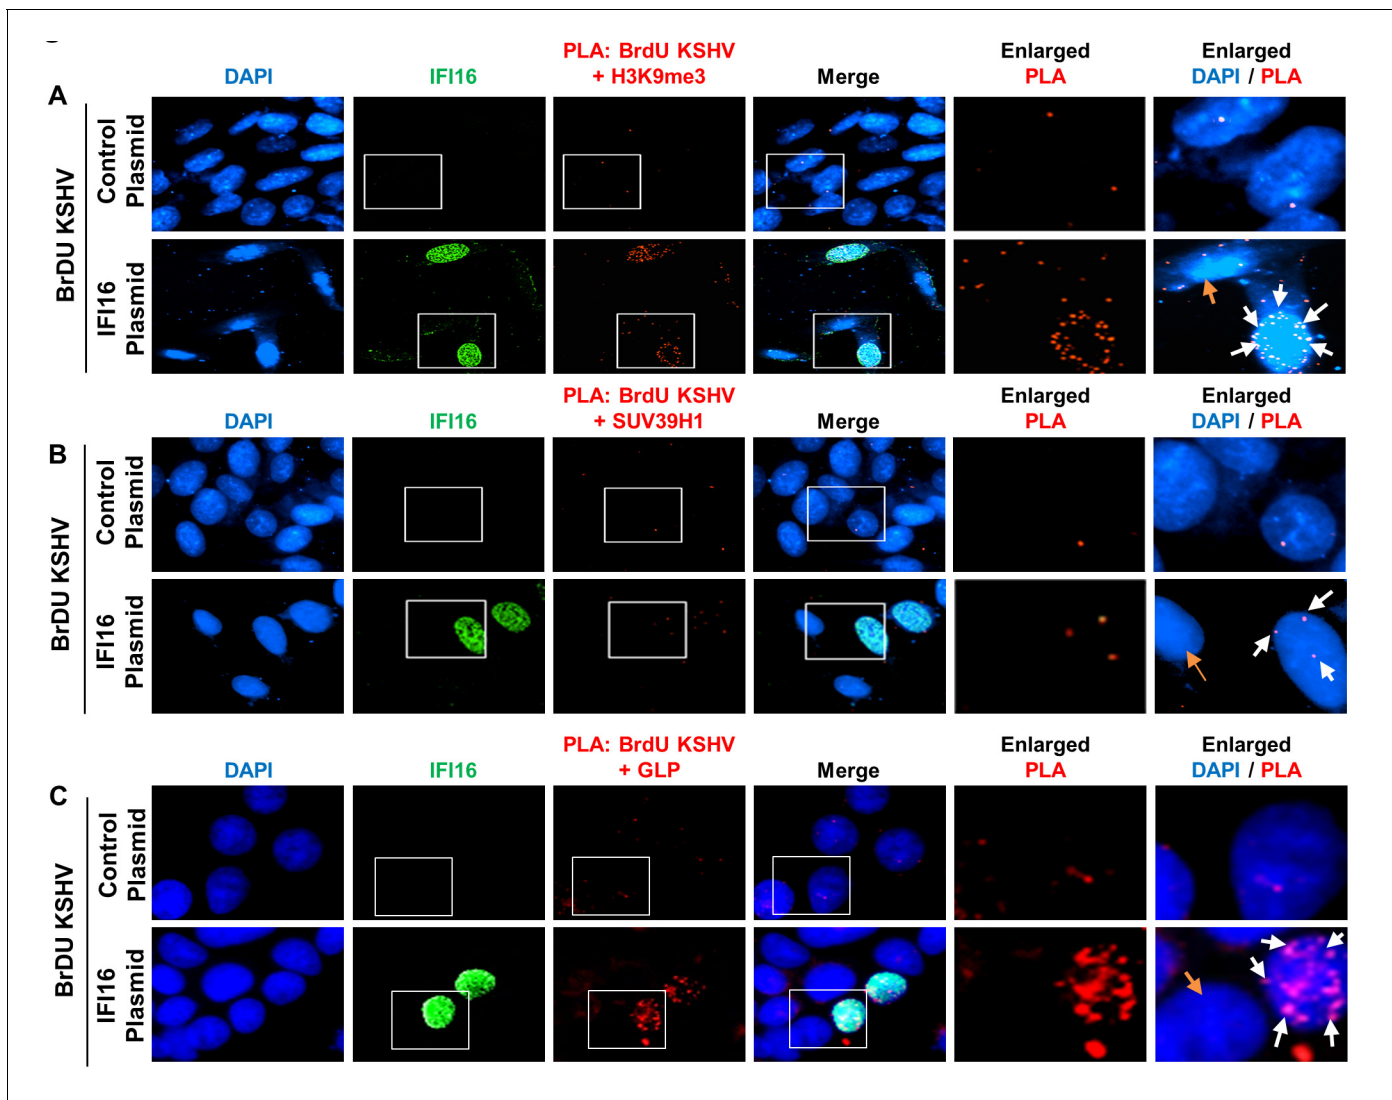 PLA: BrdU KSHV Enlarged Enlarged
DAPI IFI16 + H3K9me3 Merge PLA DAPI / PLA
A
BrDU KSHV
Control Plasmid
IFI16 Plasmid
PLA: BrdU KSHV Enlarged Enlarged
DAPI IFI16 + SUV39H1 Merge PLA DAPI / PLA
B
BrDU KSHV
Control Plasmid
IFI16 Plasmid
PLA: BrdU KSHV Enlarged Enlarged
DAPI IFI16 + GLP Merge PLA DAPI / PLA
C
BrDU KSHV
Control Plasmid
IFI16 Plasmid